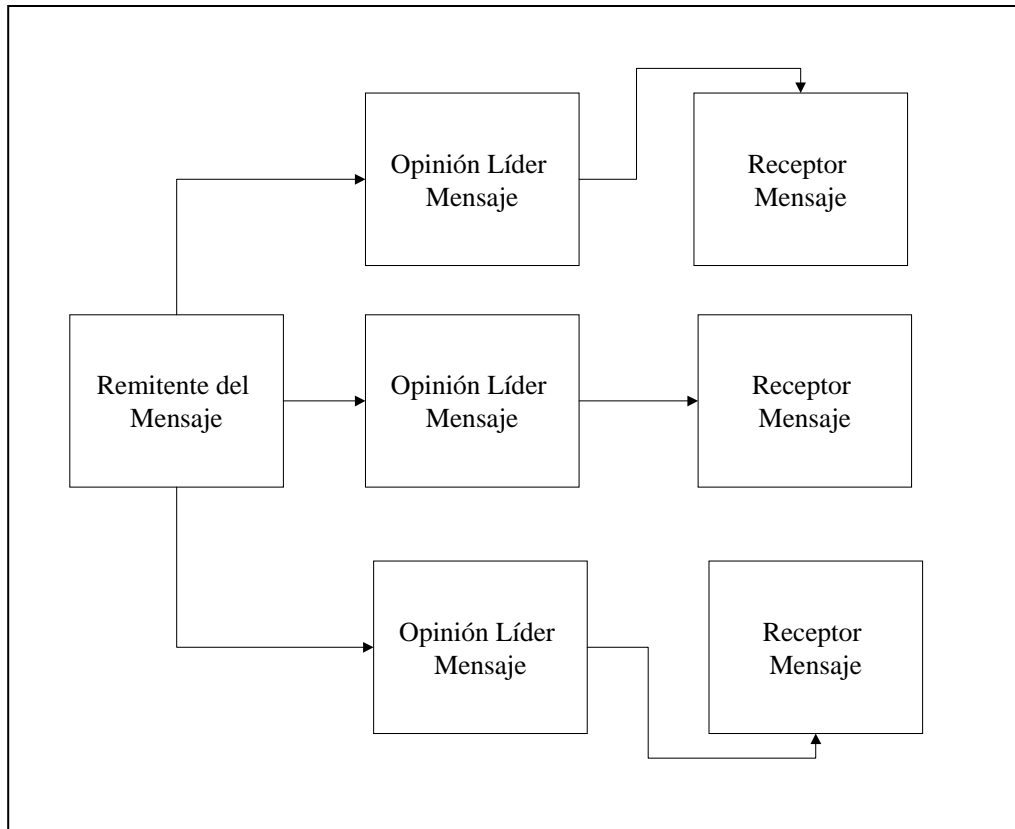 Opinión Líder
Mensaje
Receptor
Mensaje
Remitente del
Mensaje
Opinión Líder
Mensaje
Receptor
Mensaje
Opinión Líder
Mensaje
Receptor
Mensaje